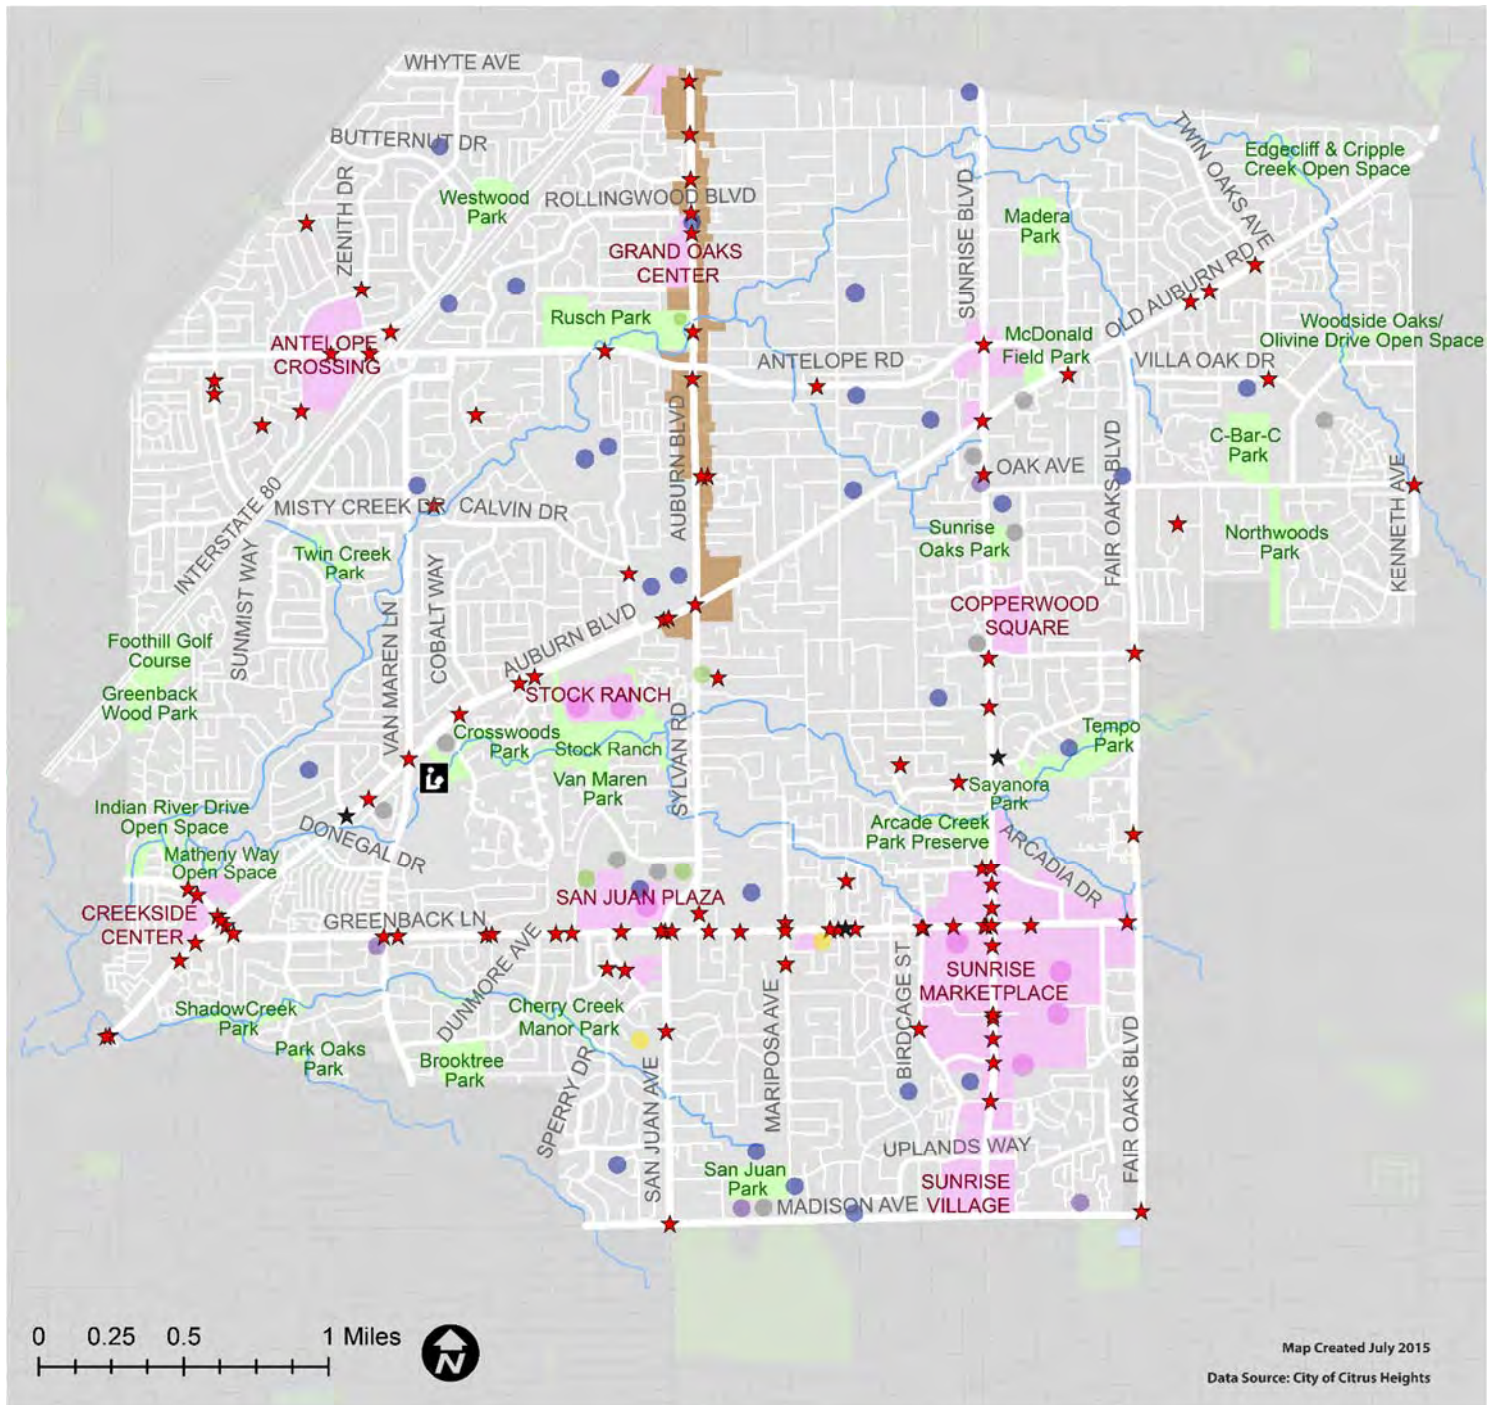 WHYTE AVE
BUTTERNUT DR
ZENITH DR
Westwood
Park
ROLLINGWOOD BLVD
GRAND OAKS
CENTER
SUNRISE BLVD
Madera
Park
TWIN OAKS AVE
Edgecliff & Cripple
Creek Open Space
OLD AUBURN RD
Rusch Park
ANTELOPE
CROSSING
ANTELOPE RD
McDonald
Field Park
Woodside Oaks/
Olivine Drive Open Space
VILLA OAK DR
AUBURN BLVD
FAIR OAKS BLVD
C-Bar-C
Park
OAK AVE
KENNETH AVE
INTERSTATE 80
MISTY CREEK DR
CALVIN DR
Sunrise
Oaks Park
Northwoods
Park
Twin Creek
Park
SUNMIST WAY
COBALT WAY
VAN MAREN LN
COPPERWOOD
SQUARE
Foothill Golf
Course
AUBURN BLVD
Greenback
Wood Park
STOCK RANCH
Crosswoods
Park
Stock Ranch
Van Maren
Park
SYLVAN RD
Tempo
Park
Sayanora
Park
Indian River Drive
Open Space
DONEGAL DR
Arcade Creek
Park Preserve
ARCADIA DR
Matheny Way
Open Space
SAN JUAN PLAZA
CREEKSIDE
CENTER
GREENBACK LN
DUNMORE AVE
BIRDCAGE ST
SUNRISE
MARKETPLACE
ShadowCreek
Park
Cherry Creek
Manor Park
MARIPOSA AVE
Park Oaks
Park
Brooktree
Park
SPERRY DR
SAN JUAN AVE
FAIR OAKS BLVD
UPLANDS WAY
San Juan
Park
SUNRISE
VILLAGE
MADISON AVE
0 0.25 0.5 1 Miles
N
Map Created July 2015
Data Source: City of Citrus Heights